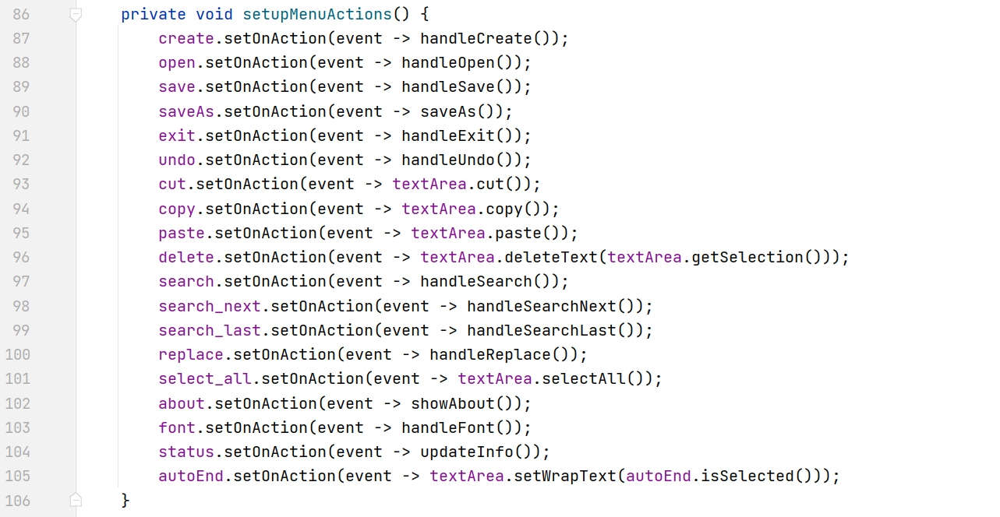 86 private void setupMenuActions() {
87 create.setOnAction(event -> handleCreate());
88 open.setOnAction(event -> handleOpen());
89 save.setOnAction(event -> handleSave());
90 saveAs.setOnAction(event -> saveAs());
91 exit.setOnAction(event -> handleExit());
92 undo.setOnAction(event -> handleUndo());
93 cut.setOnAction(event -> textArea.cut());
94 copy.setOnAction(event -> textArea.copy());
95 paste.setOnAction(event -> textArea.paste());
96 delete.setOnAction(event -> textArea.deleteText(textArea.getSelection()));
97 search.setOnAction(event -> handleSearch());
98 search_next.setOnAction(event -> handleSearchNext());
99 search_last.setOnAction(event -> handleSearchLast());
100 replace.setOnAction(event -> handleReplace());
101 select_all.setOnAction(event -> textArea.selectAll());
102 about.setOnAction(event -> showAbout());
103 font.setOnAction(event -> handleFont());
104 status.setOnAction(event -> updateInfo());
105 autoEnd.setOnAction(event -> textArea.setWrapText(autoEnd.isSelected()));
106 }